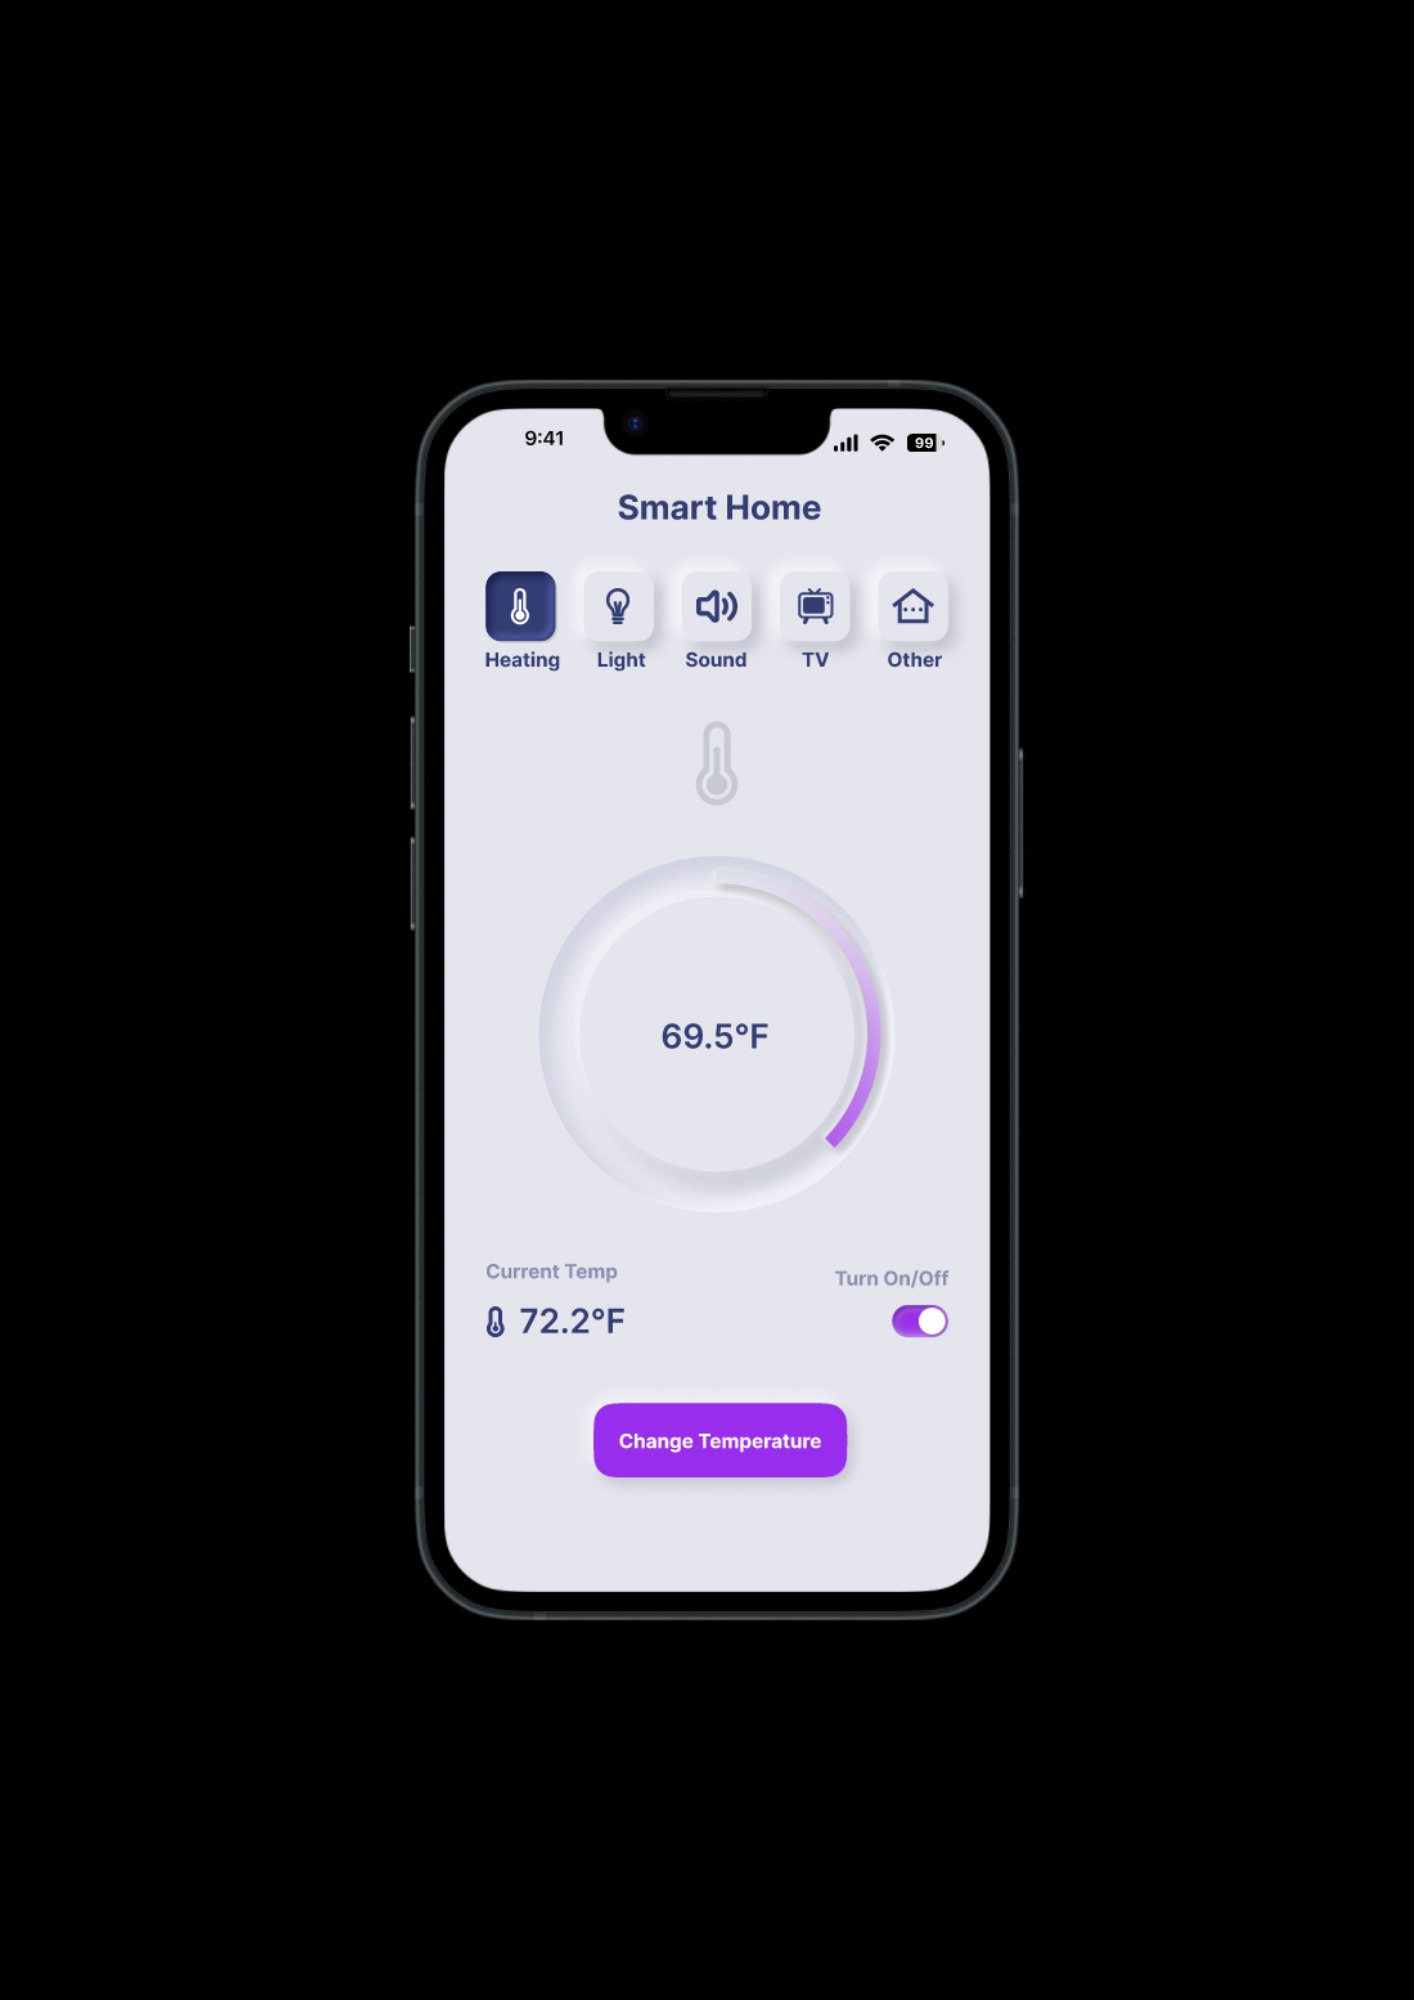 9:41
99
Smart Home
Heating
Light
Sound
TV
Other
69.5°F
Current Temp
Turn On/Off
72.2°F
Change Temperature